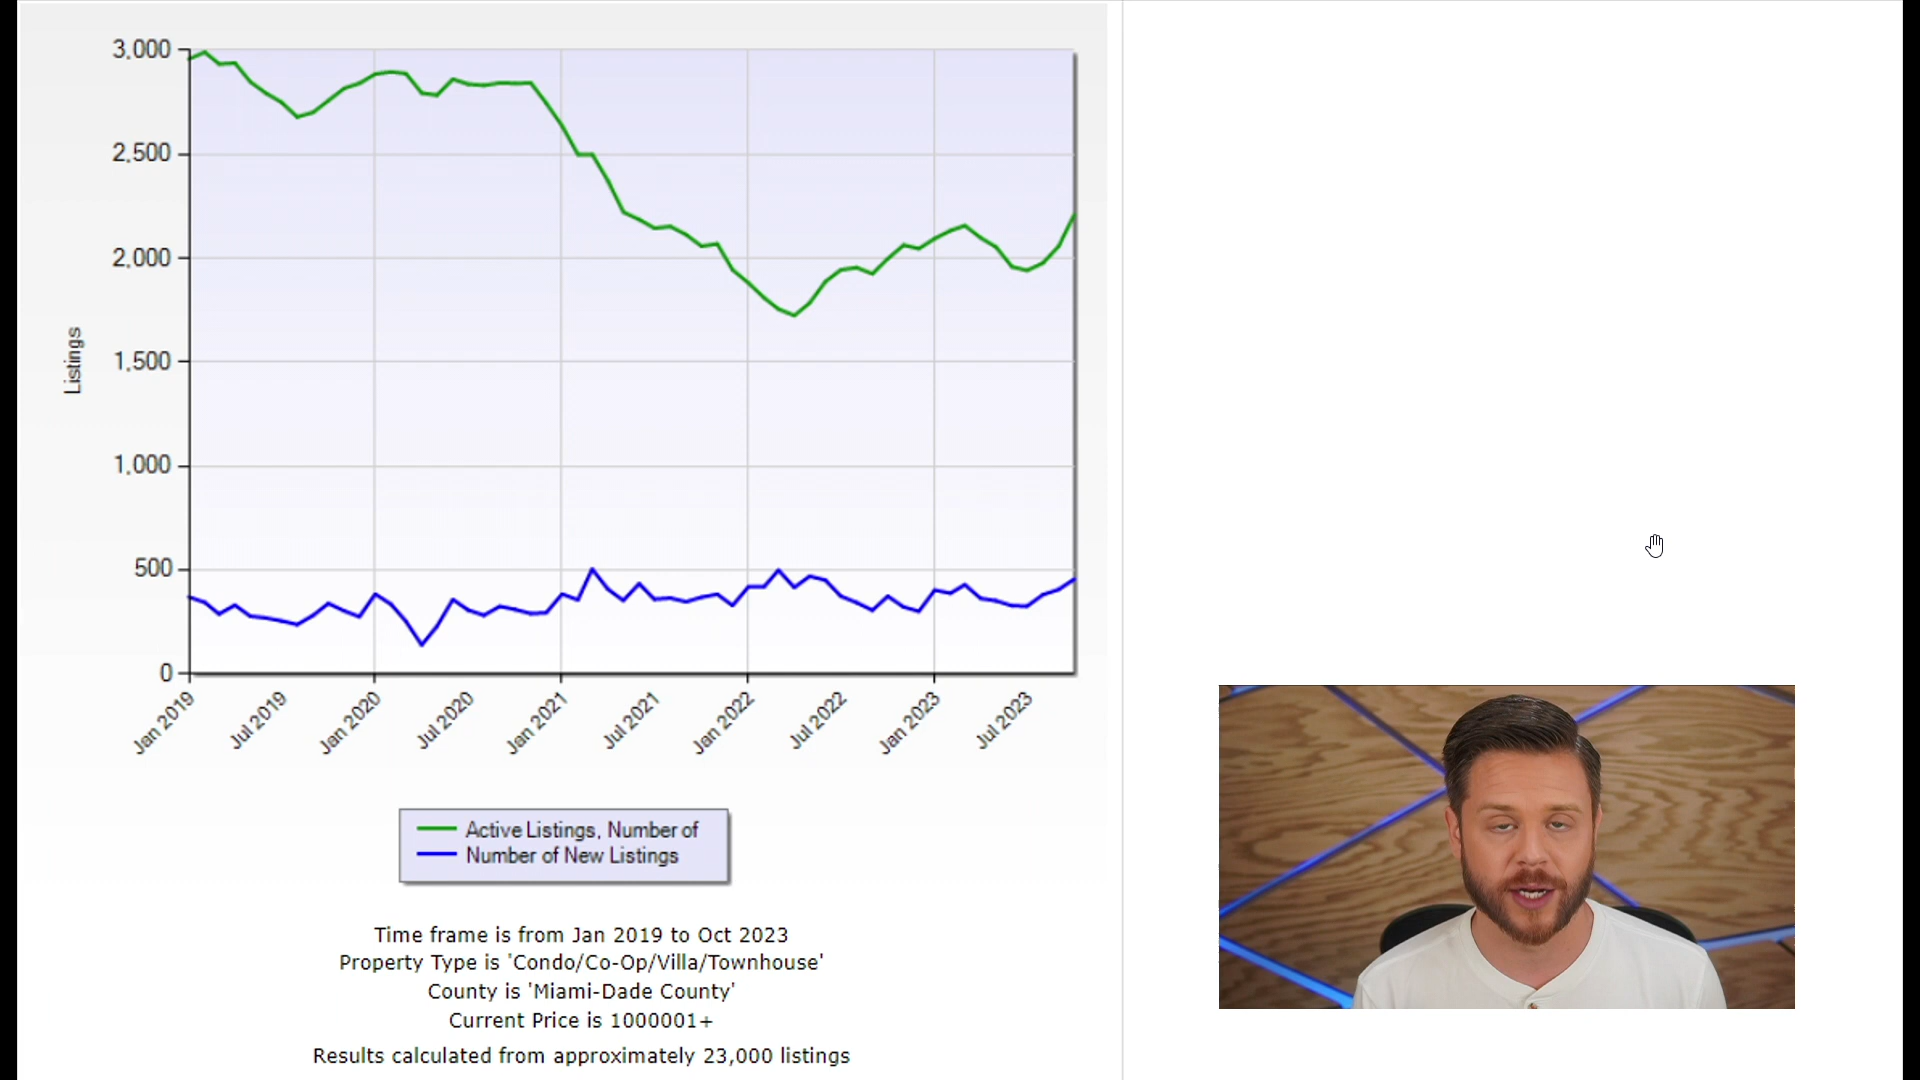 3,000
2,500
2,000
1,500
1,000
500
0
Listings
Jan 2019
Jul 2019
Jan 2020
Jul 2020
Jan 2021
Jul 2021
Jan 2022
Jul 2022
Jan 2023
Jul 2023
Active Listings, Number of
Number of New Listings
Time frame is from Jan 2019 to Oct 2023
Property Type is 'Condo/Co-Op/Villa/Townhouse'
County is 'Miami-Dade County'
Current Price is 1000001+
Results calculated from approximately 23,000 listings